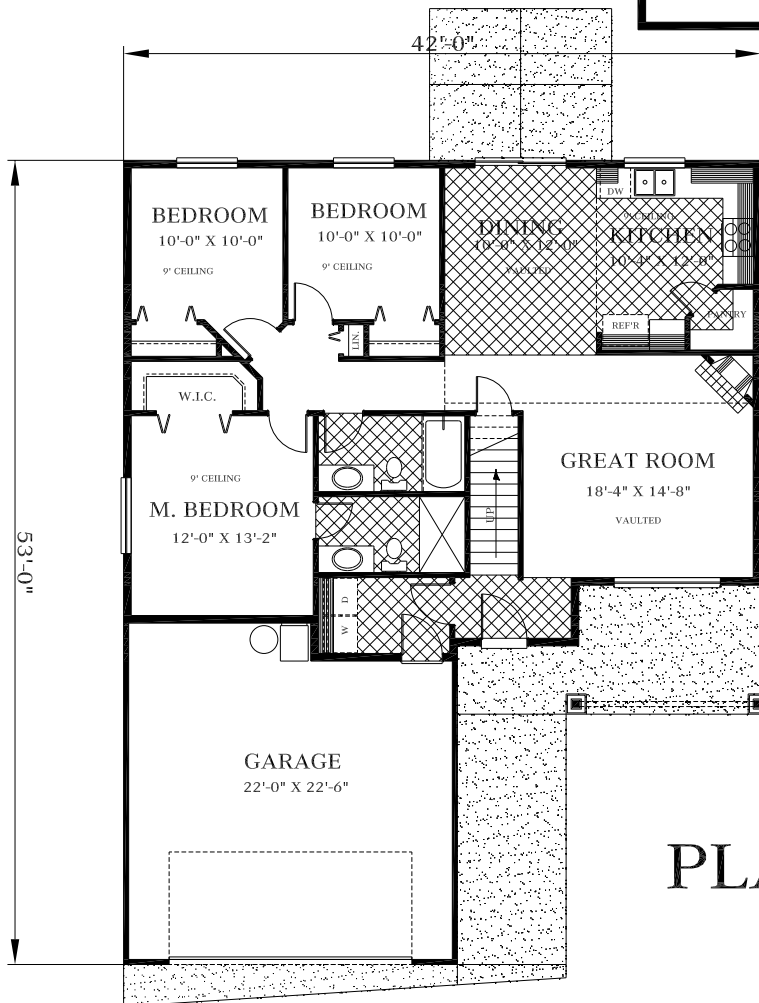 42'-0"
BEDROOM
10'-0" X 10'-0"
9' CEILING
BEDROOM
10'-0" X 10'-0"
9' CEILING
DINING
10'-0" X 12'-0"
VAULTED
DW
9' CEILING
KITCHEN
10'-4" X 12'-0"
PANTRY
REF'R
LIN.
W.I.C.
9' CEILING
M. BEDROOM
12'-0" X 13'-2"
GREAT ROOM
18'-4" X 14'-8"
VAULTED
UP
D
W
53'-0"
GARAGE
22'-0" X 22'-6"
PLA